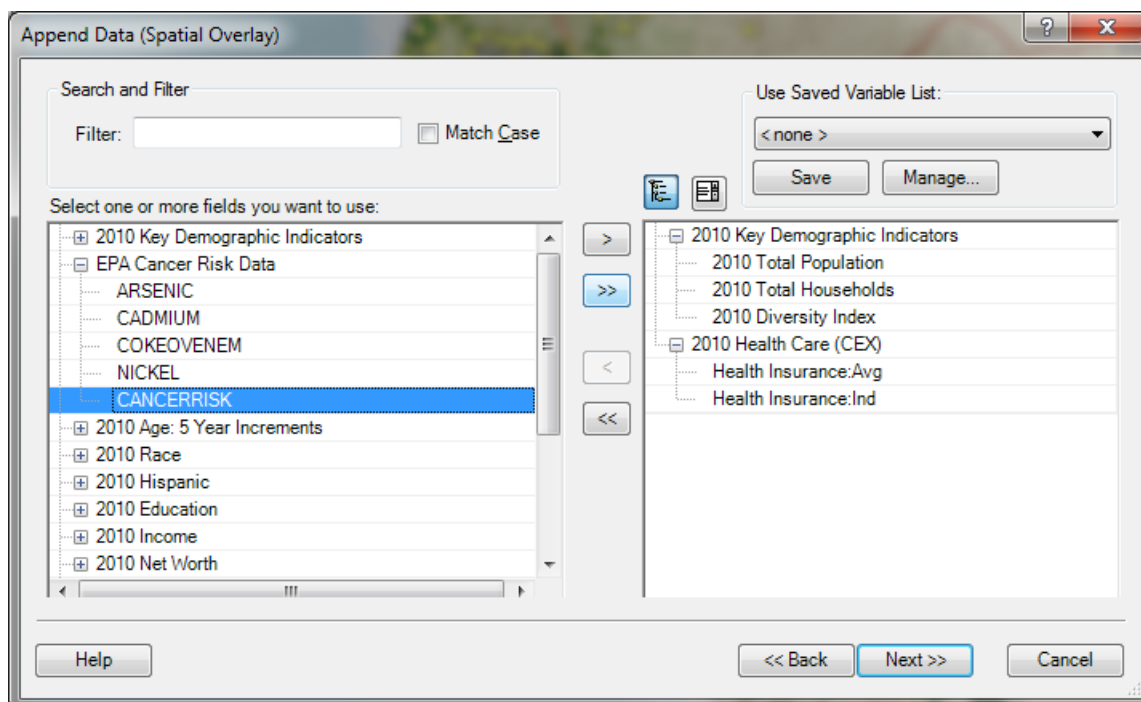 Append Data (Spatial Overlay)
Search and Filter
Filter:
Match Case
Use Saved Variable List:
< none >
Save
Manage...
Select one or more fields you want to use:
2010 Key Demographic Indicators
EPA Cancer Risk Data
ARSENIC
CADMIUM
COKEOVENEM
NICKEL
CANCERRISK
2010 Age: 5 Year Increments
2010 Race
2010 Hispanic
2010 Education
2010 Income
2010 Net Worth
>
>>
<
<<
2010 Key Demographic Indicators
2010 Total Population
2010 Total Households
2010 Diversity Index
2010 Health Care (CEX)
Health Insurance:Avg
Health Insurance:Ind
Help
<< Back
Next >>
Cancel